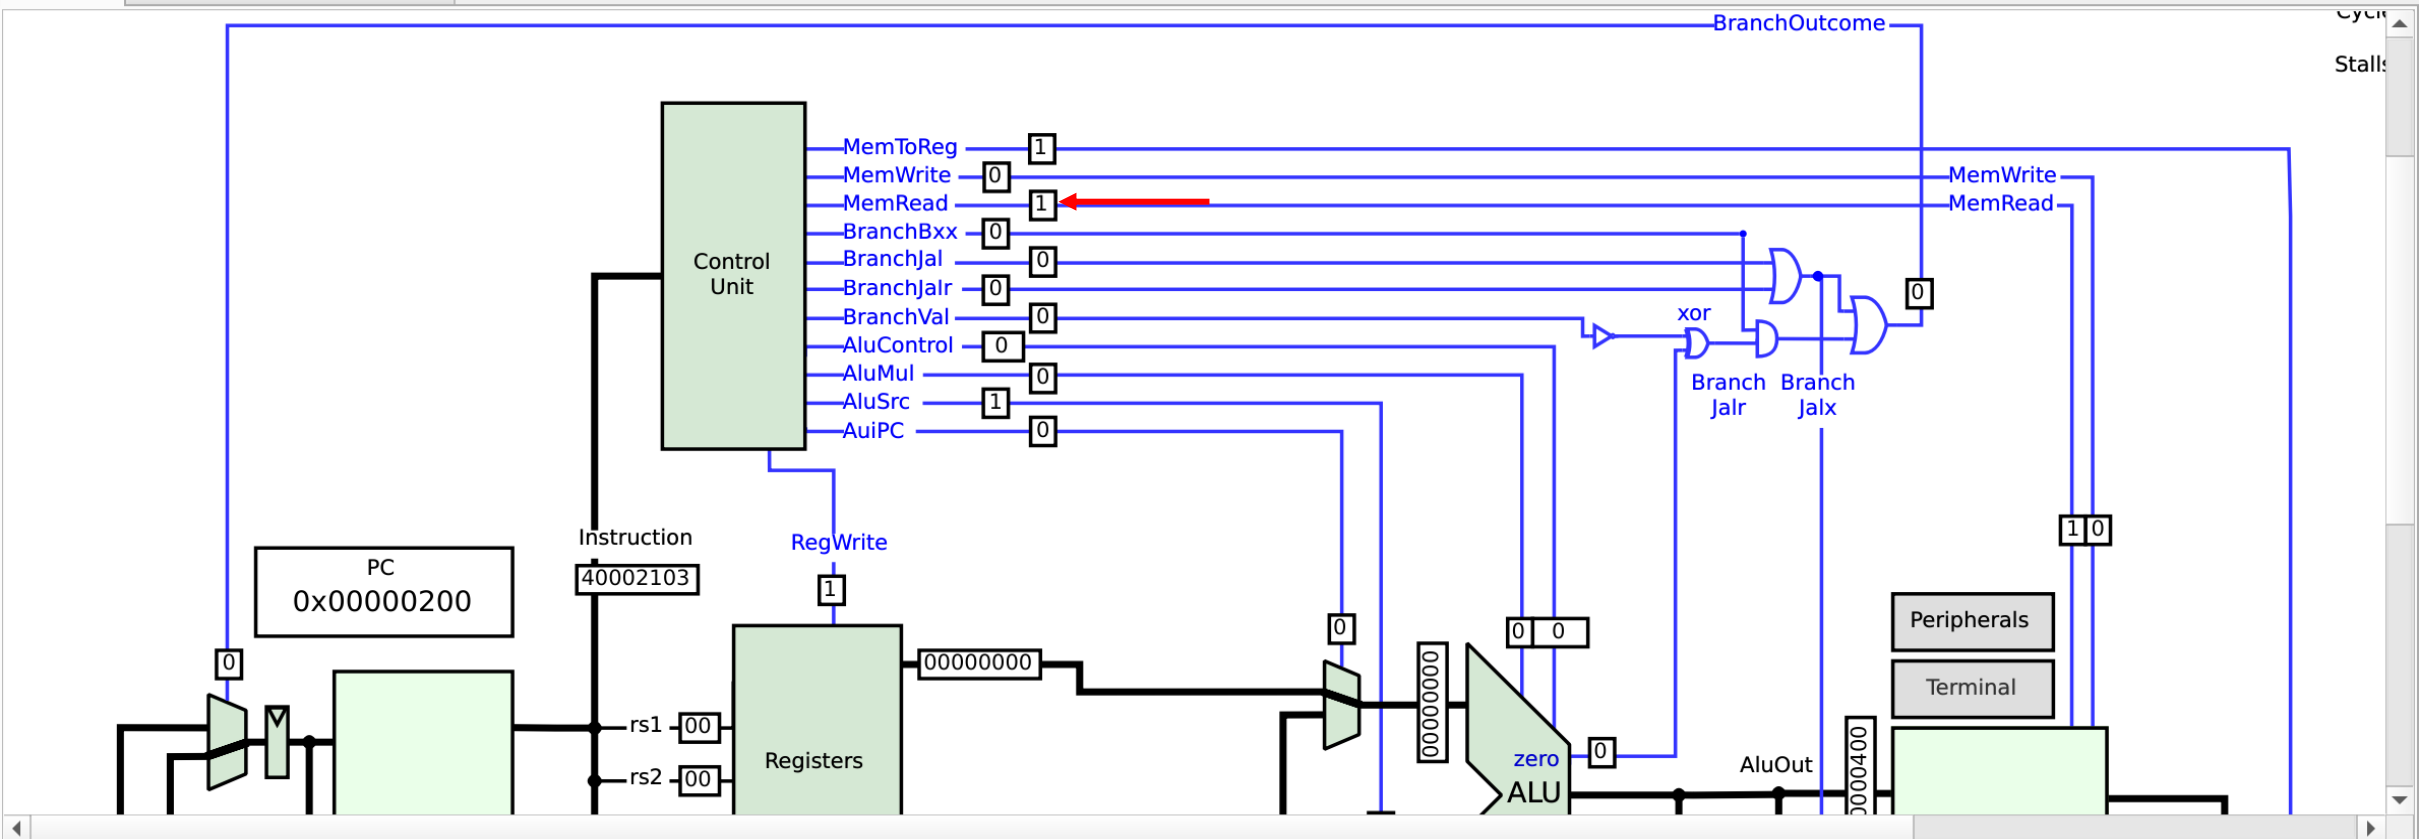 BranchOutcome
Stalls
MemToReg 1
MemWrite 0 MemWrite
MemRead 1 MemRead
BranchBxx 0
BranchJal 0
BranchJalr 0
BranchVal 0
AluControl 0
AluMul 0
AluSrc 1
AuiPC 0
Control
Unit
0
xor
Branch
Jalr
Branch
Jalx
1 0
Instruction
40002103
RegWrite
1
PC
0x00000200
0
0
0 0
Peripherals
Terminal
00000000
00000000
rs1 00
rs2 00
Registers
zero 0
ALU
AluOut
0000400